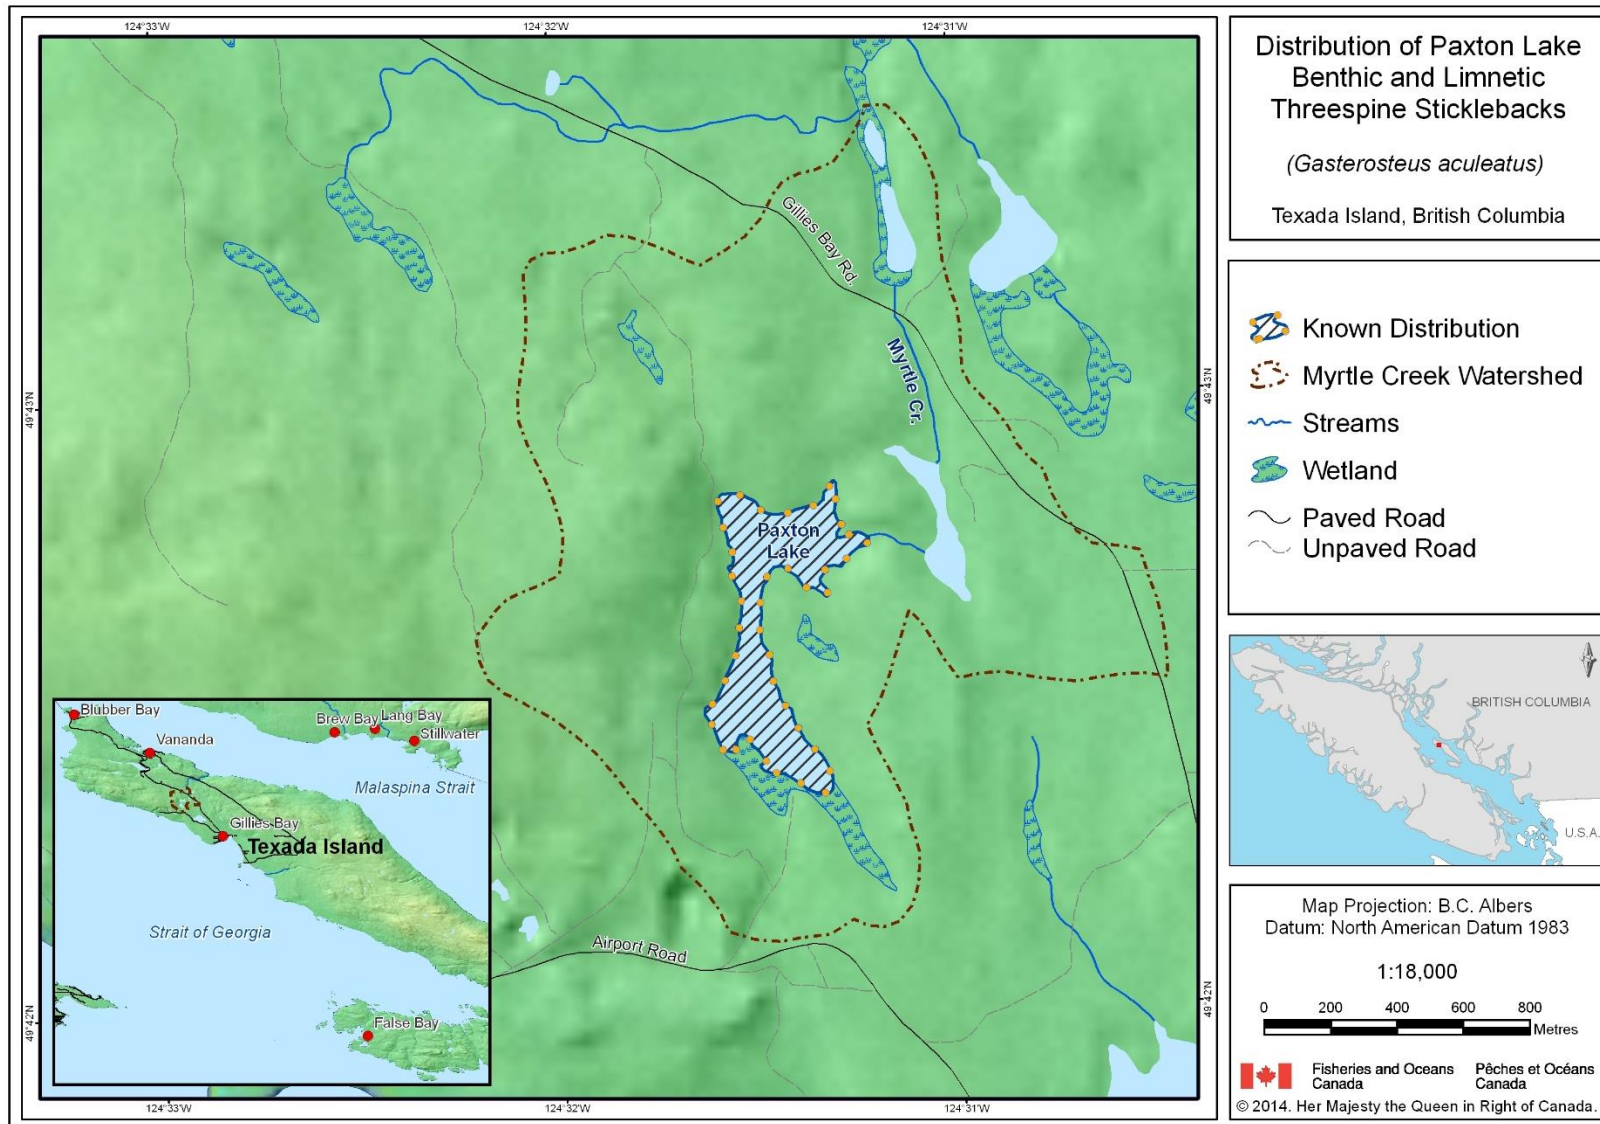 124°33'W
124°32'W
124°31'W
Distribution of Paxton Lake
Benthic and Limnetic
Threespine Sticklebacks
(Gasterosteus aculeatus)
Texada Island, British Columbia
Gillies Bay Rd.
Myrtle Cr.
49°43'N
49°43'N
Known Distribution
Myrtle Creek Watershed
Streams
Wetland
Paved Road
Unpaved Road
Paxton
Lake
Blubber Bay
Vananda
Brew Bay
Lang Bay
Stillwater
Malaspina Strait
Gillies Bay
Texada Island
Strait of Georgia
False Bay
Airport Road
49°42'N
49°42'N
BRITISH COLUMBIA
U.S.A.
Map Projection: B.C. Albers
Datum: North American Datum 1983
1:18,000
0 200 400 600 800
Metres
Fisheries and Oceans
Canada
Pêches et Océans
Canada
© 2014. Her Majesty the Queen in Right of Canada.
124°33'W
124°32'W
124°31'W